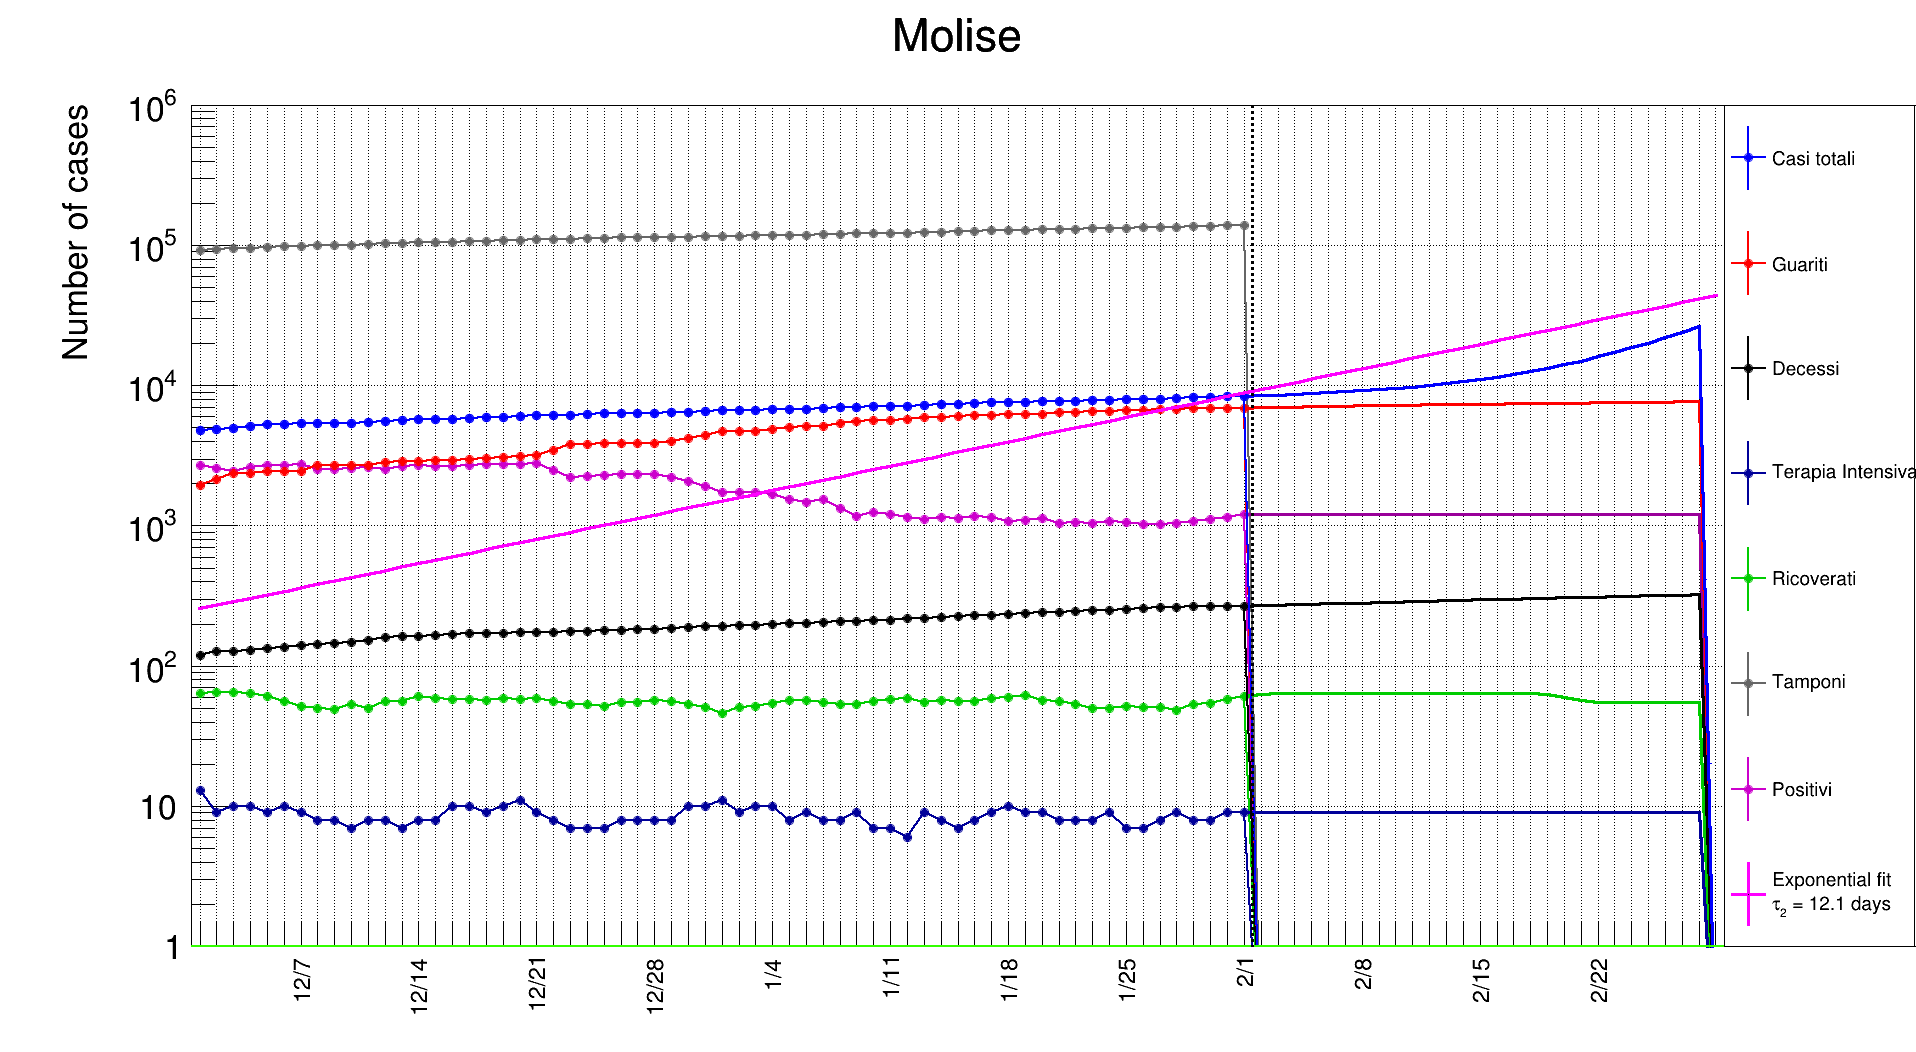 Molise
Number of cases
10^6
10^5
10^4
10^3
10^2
10
1
12/7
12/14
12/21
12/28
1/4
1/11
1/18
1/25
2/1
2/8
2/15
2/22
Casi totali
Guariti
Decessi
Terapia Intensiva
Ricoverati
Tamponi
Positivi
Exponential fit
τ₂ = 12.1 days